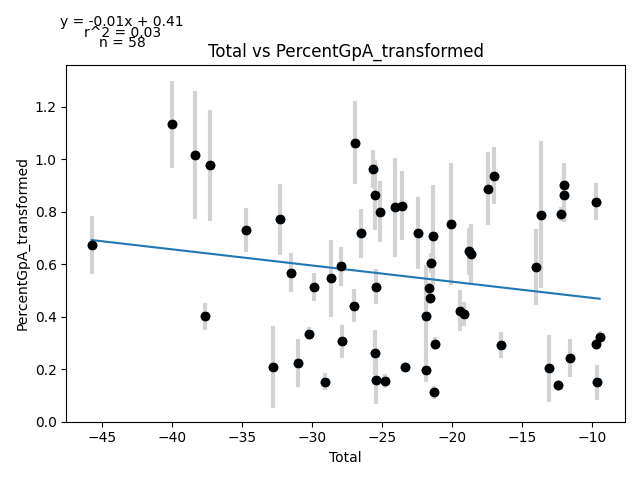 y = -0.01x + 0.41
r^2 = 0.03
n = 58
Total vs PercentGpA_transformed
PercentGpA_transformed
1.2
1.0
0.8
0.6
0.4
0.2
0.0
−45
−40
−35
−30
−25
−20
−15
−10
Total